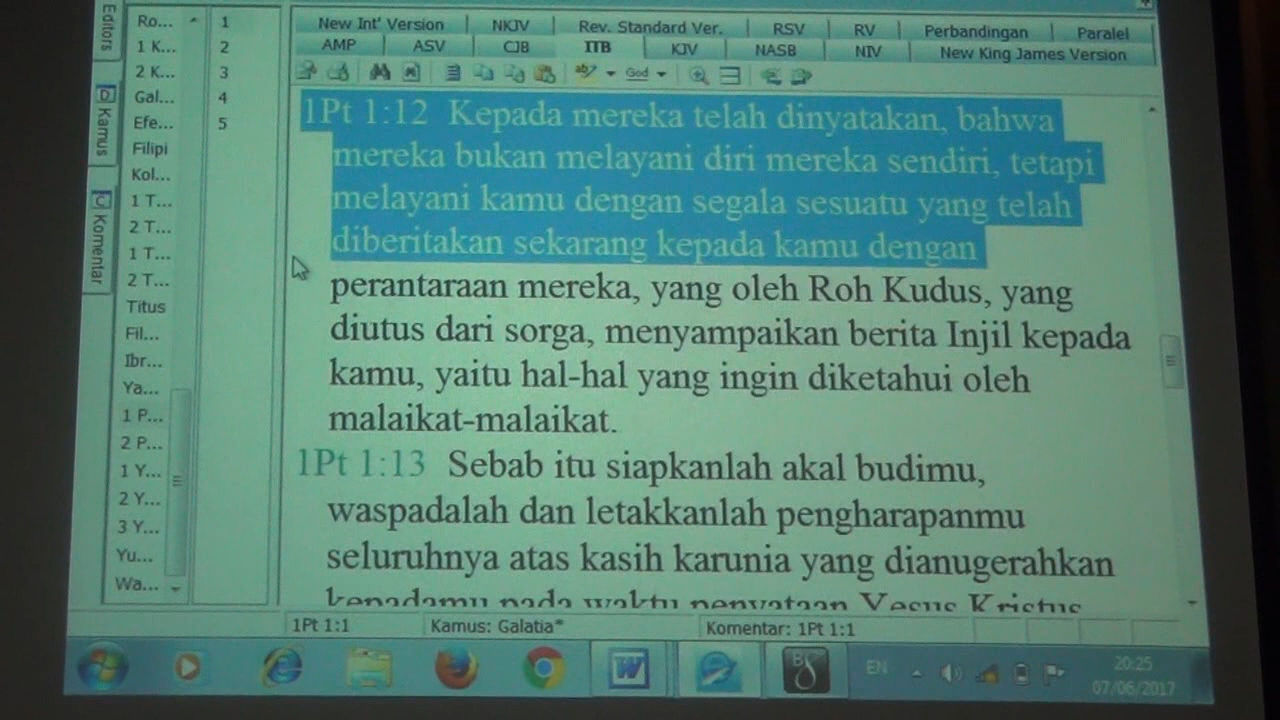 New Int' Version NKJV Rev. Standard Ver. RSV RV Perbandingan Paralel
AMP ASV CJB ITB KJV NASB NIV New King James Version
God
Editors
Kamus
Komentar
Ro...
1 K...
2 K...
Gal...
Efe...
Filipi
Kol...
1 T...
2 T...
1 T...
2 T...
Titus
Fil...
Ibr...
Ya...
1 P...
2 P...
1 Y...
2 Y...
3 Y...
Yu...
Wa...
1
2
3
4
5
1Pt 1:12 Kepada mereka telah dinyatakan, bahwa
mereka bukan melayani diri mereka sendiri, tetapi
melayani kamu dengan segala sesuatu yang telah
diberitakan sekarang kepada kamu dengan
perantaraan mereka, yang oleh Roh Kudus, yang
diutus dari sorga, menyampaikan berita Injil kepada
kamu, yaitu hal-hal yang ingin diketahui oleh
malaikat-malaikat.
1Pt 1:13 Sebab itu siapkanlah akal budimu,
waspadalah dan letakkanlah pengharapanmu
seluruhnya atas kasih karunia yang dianugerahkan
kepadamu pada waktu penyataan Yesus Kristus
1Pt 1:1 Kamus: Galatia* Komentar: 1Pt 1:1
EN 20:25
07/06/2017